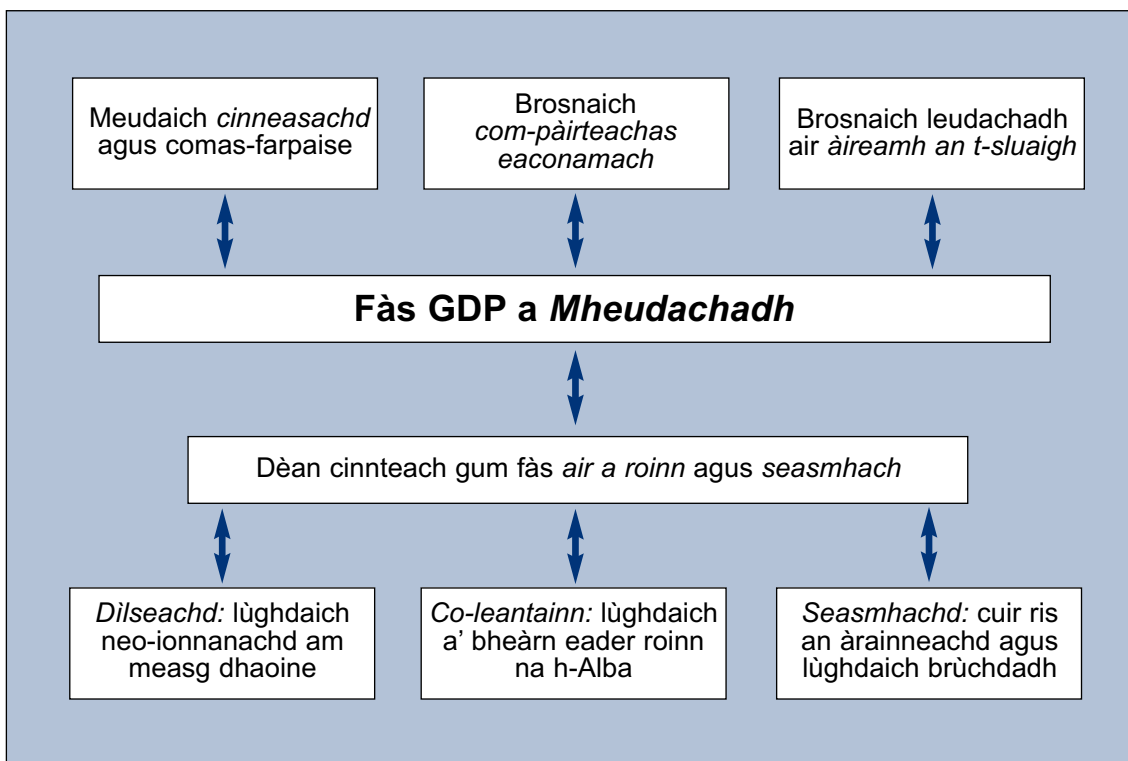 Meudaich cinneasachd
agus comas-farpaise
Brosnaich
com-pàirteachas
eaconamach
Brosnaich leudachadh
air àireamh an t-sluaigh
Fàs GDP a Mheudachadh
Dèan cinnteach gum fàs air a roinn agus seasmhach
Dìlseachd: lùghdaich
neo-ionnanachd am
measg dhaoine
Co-leantainn: lùghdaich
a' bheàrn eader roinn
na h-Alba
Seasmhachd: cuir ris
an àrainneachd agus
lùghdaich brùchdadh